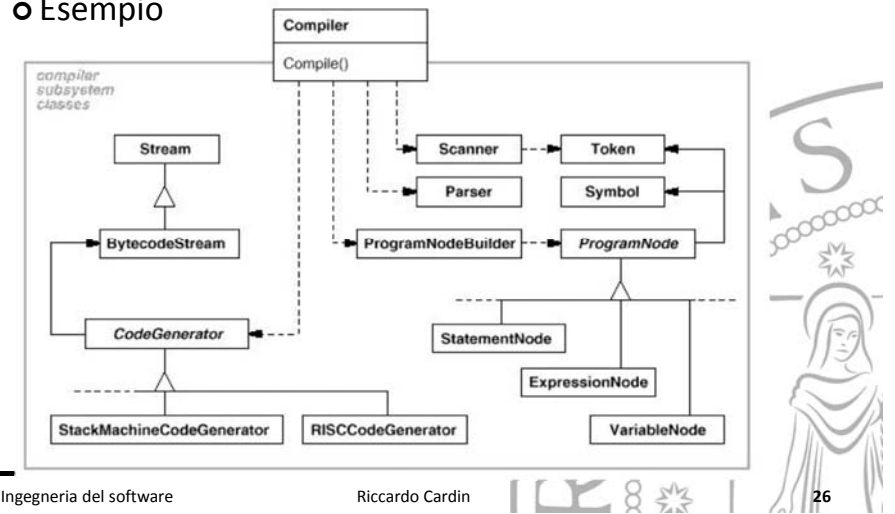 Esempio
Compiler
Compile()
compiler
subsystem
classes
Stream
Scanner
Token
Parser
Symbol
BytecodeStream
ProgramNodeBuilder
ProgramNode
CodeGenerator
StatementNode
ExpressionNode
StackMachineCodeGenerator
RISCCodeGenerator
VariableNode
Ingegneria del software
Riccardo Cardin
26